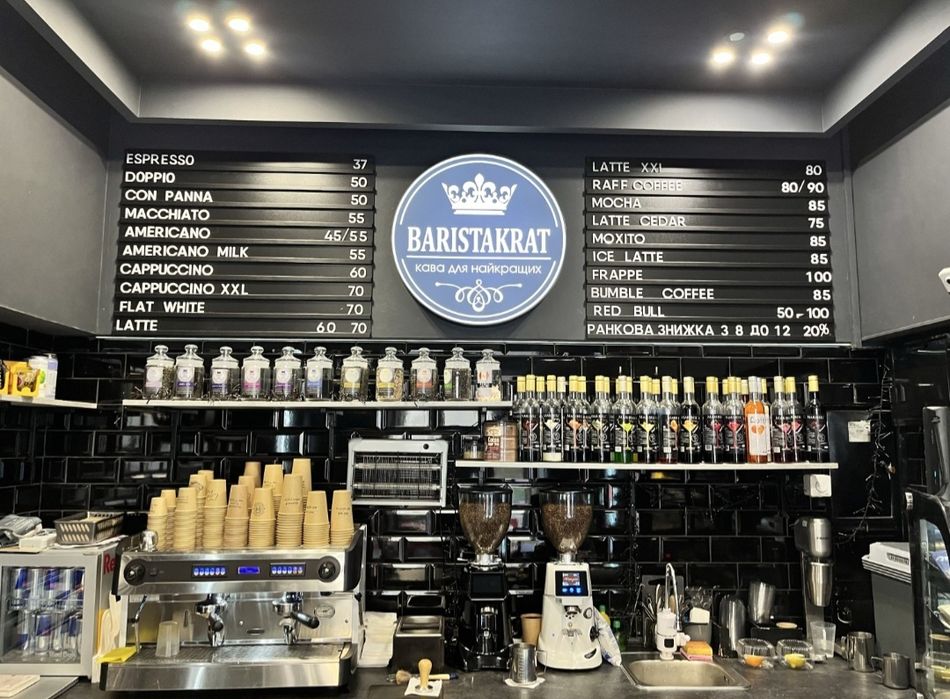 ESPRESSO 37
DOPPIO 50
CON PANNA 50
MACCHIATO 55
AMERICANO 45/55
AMERICANO MILK 55
CAPPUCCINO 60
CAPPUCCINO XXL 70
FLAT WHITE 70
LATTE 60 70
BARISTAKRAT
кава для найкращих
LATTE XXL 80
RAFF COFFEE 80/90
MOCHA 85
LATTE CEDAR 75
MOXITO 85
ICE LATTE 85
FRAPPE 100
BUMBLE COFFEE 85
RED BULL 50-100
РАНКОВА ЗНИЖКА З 8 ДО 12 20%